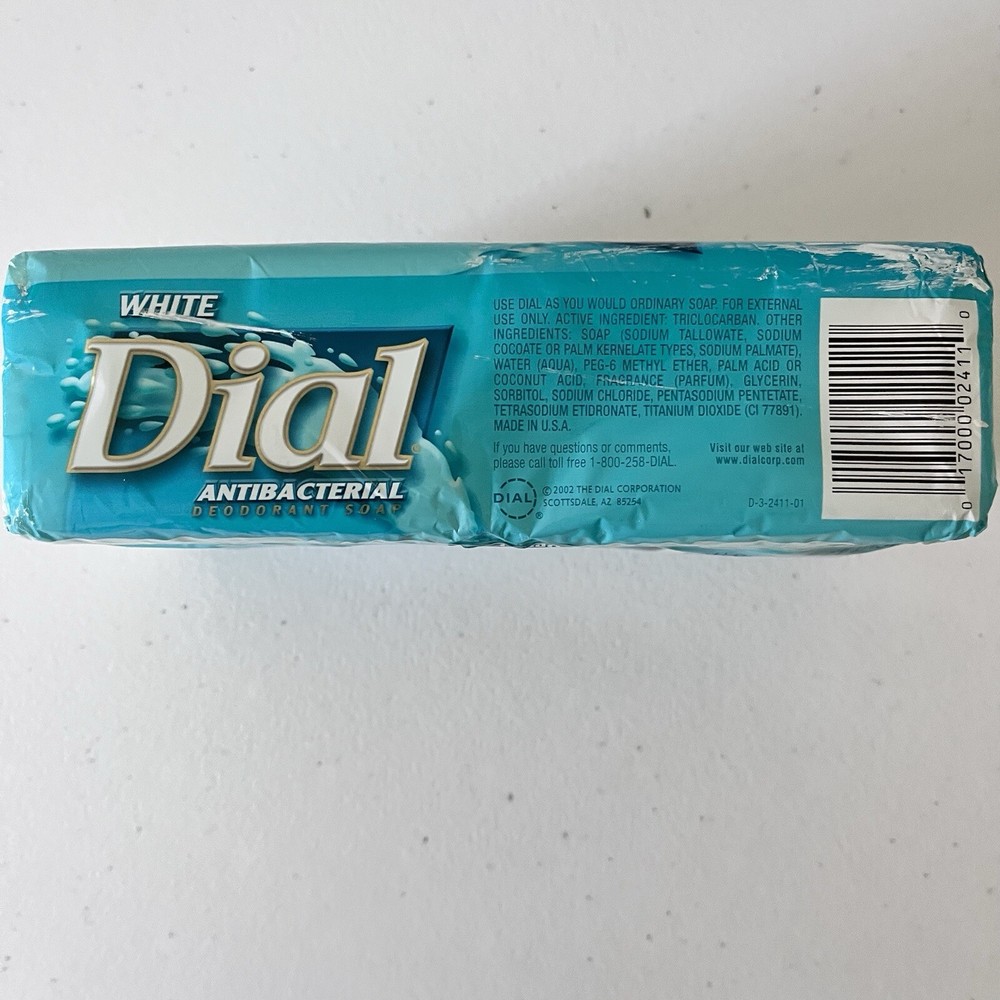 WHITE
Dial
ANTIBACTERIAL
DEODORANT SOAP
USE DIAL AS YOU WOULD ORDINARY SOAP. FOR EXTERNAL
USE ONLY. ACTIVE INGREDIENT: TRICLOCARBAN. OTHER
INGREDIENTS: SOAP (SODIUM TALLOWATE, SODIUM
COCOATE OR PALM KERNELATE TYPES, SODIUM PALMATE),
WATER (AQUA), PEG-6 METHYL ETHER, PALM ACID OR
COCONUT ACID, FRAGRANCE (PARFUM), GLYCERIN,
SORBITOL, SODIUM CHLORIDE, PENTASODIUM PENTETATE,
TETRASODIUM ETIDRONATE, TITANIUM DIOXIDE (CI 77891).
MADE IN U.S.A.
If you have questions or comments,
please call toll free 1-800-258-DIAL.
Visit our web site at
www.dialcorp.com
DIAL®
© 2002 THE DIAL CORPORATION
SCOTTSDALE, AZ 85254
D-3-2411-01
0 17000 02411 0